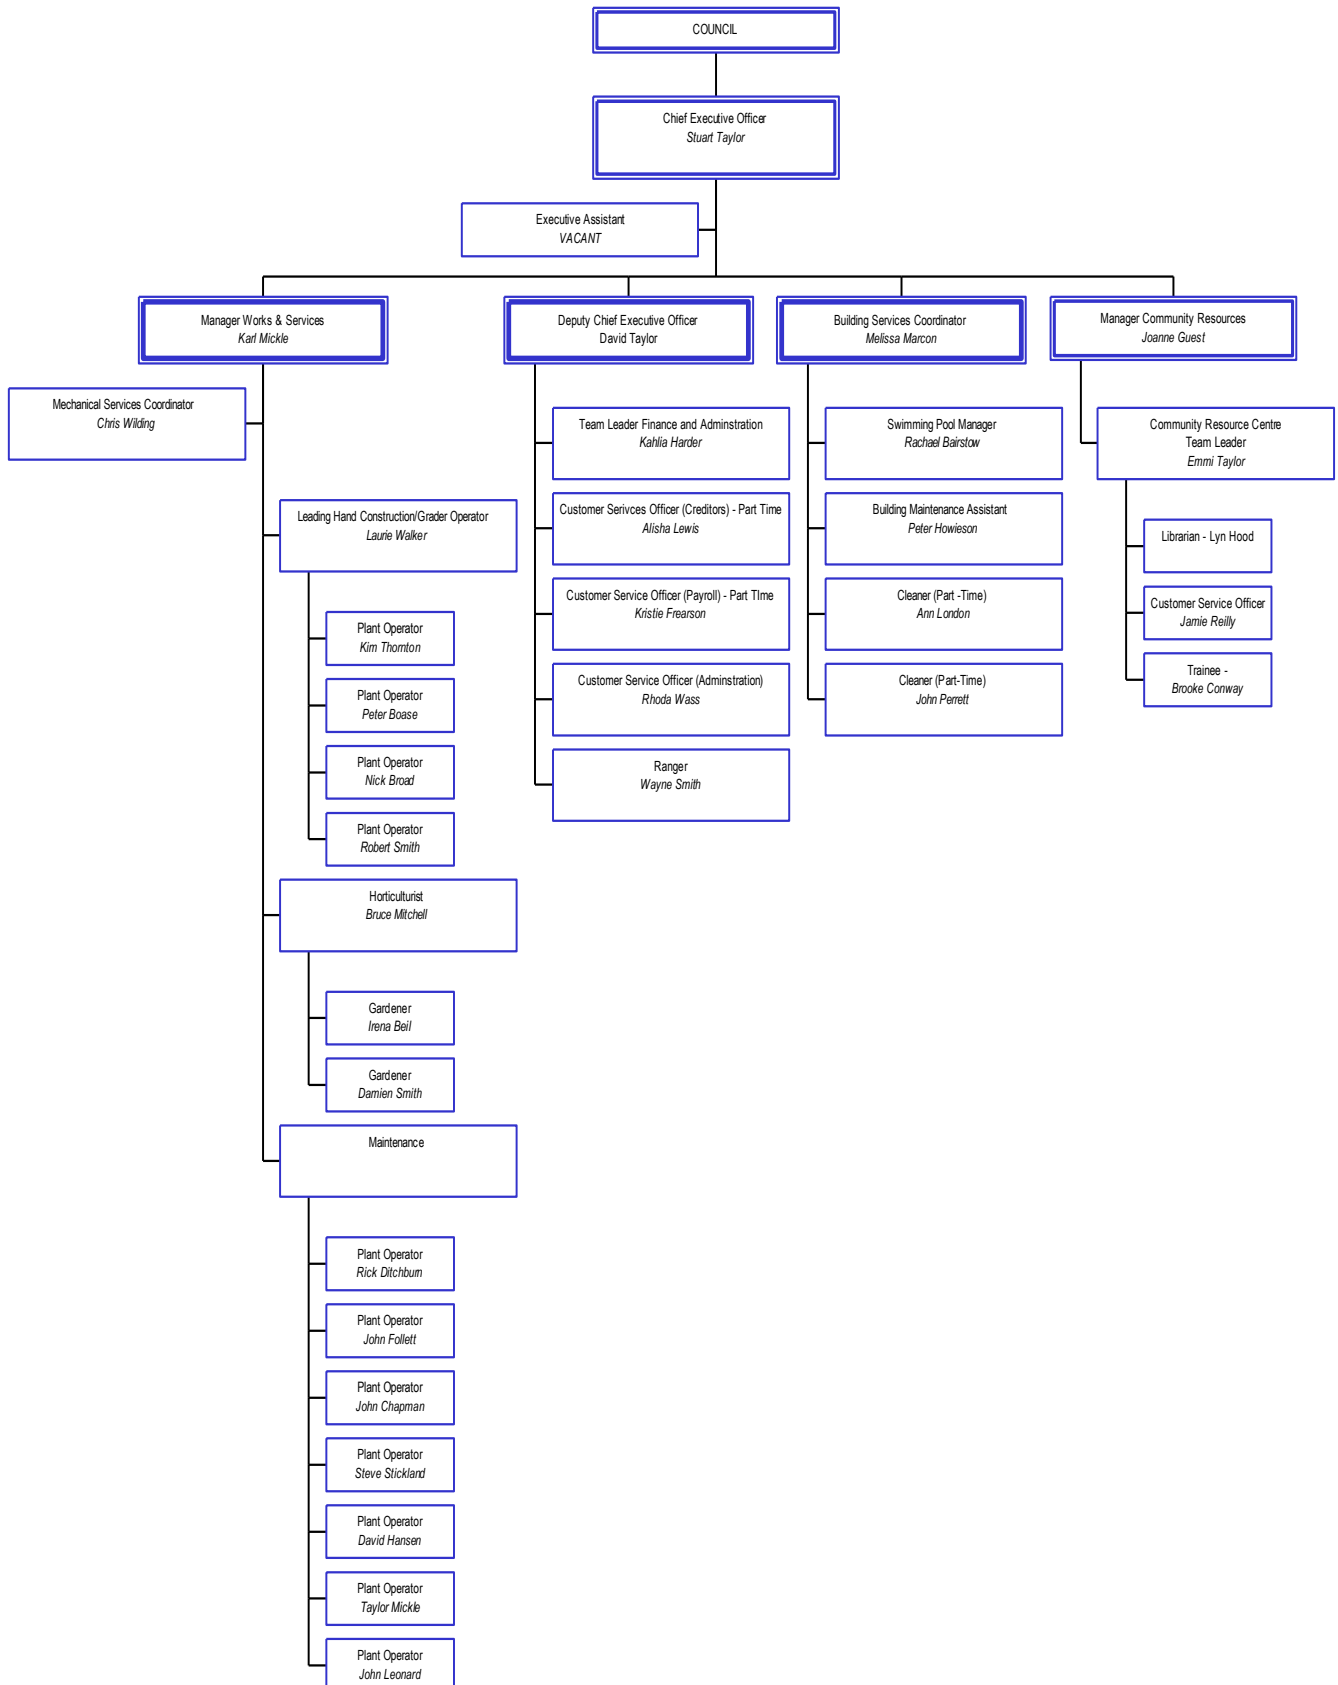 COUNCIL
Chief Executive Officer
Stuart Taylor
Executive Assistant
VACANT
Manager Works & Services
Karl Mickle
Deputy Chief Executive Officer
David Taylor
Building Services Coordinator
Melissa Marcon
Manager Community Resources
Joanne Guest
Mechanical Services Coordinator
Chris Wilding
Leading Hand Construction/Grader Operator
Laurie Walker
Plant Operator
Kim Thornton
Plant Operator
Peter Boase
Plant Operator
Nick Broad
Plant Operator
Robert Smith
Horticulturist
Bruce Mitchell
Gardener
Irena Beil
Gardener
Damien Smith
Maintenance
Plant Operator
Rick Ditchburn
Plant Operator
John Follett
Plant Operator
John Chapman
Plant Operator
Steve Stickland
Plant Operator
David Hansen
Plant Operator
Taylor Mickle
Plant Operator
John Leonard
Team Leader Finance and Adminstration
Kahlia Harder
Customer Serivces Officer (Creditors) - Part Time
Alisha Lewis
Customer Service Officer (Payroll) - Part TIme
Kristie Frearson
Customer Service Officer (Adminstration)
Rhoda Wass
Ranger
Wayne Smith
Swimming Pool Manager
Rachael Bairstow
Building Maintenance Assistant
Peter Howieson
Cleaner (Part -Time)
Ann London
Cleaner (Part-Time)
John Perrett
Community Resource Centre
Team Leader
Emmi Taylor
Librarian - Lyn Hood
Customer Service Officer
Jamie Reilly
Trainee -
Brooke Conway